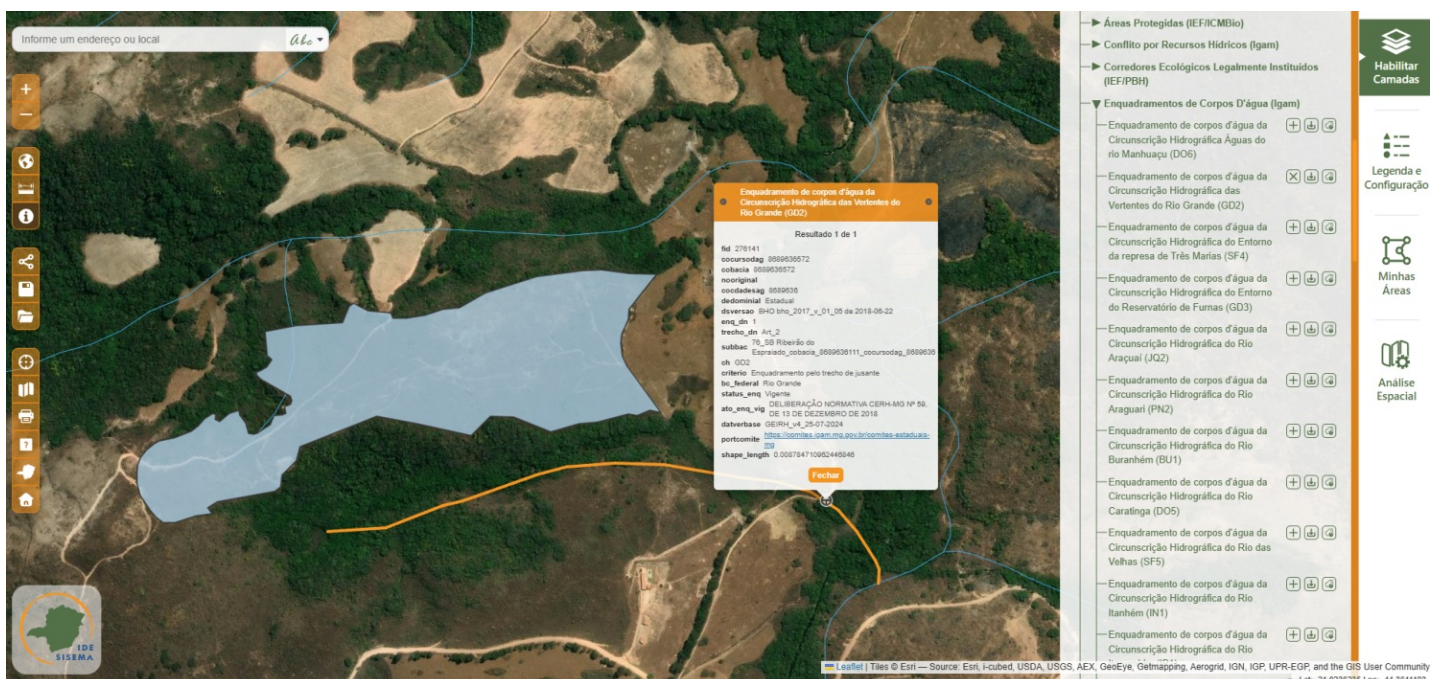 Informe um endereço ou local
Abc
Enquadramento de corpos d'água da
Circunscrição Hidrográfica das Vertentes do
Rio Grande (GD2)
Resultado 1 de 1
fid 276141
cocursodag 8689636572
cobacia 8689636572
nooriginal
cocdadesag 8689636
dedominial Estadual
dsversao BHO bho_2017_v_01_05 de 2018-06-22
enq_dn 1
trecho_dn Art_2
subbac 76_SB Ribeirão do
Espraiado_cobacia_8689636111_cocursodag_8689636
ch GD2
criterio Enquadramento pelo trecho de jusante
bc_federal Rio Grande
status_enq Vigente
ato_enq_vig DELIBERAÇÃO NORMATIVA CERH-MG Nº 59,
DE 13 DE DEZEMBRO DE 2018
datverbase GEIRH_v4_25-07-2024
portcomite https://comites.igam.mg.gov.br/comites-estaduais-
mg
shape_length 0.008784710962446846
Fechar
Áreas Protegidas (IEF/ICMBio)
Conflito por Recursos Hídricos (Igam)
Corredores Ecológicos Legalmente Instituídos
(IEF/PBH)
Enquadramentos de Corpos D'água (Igam)
Enquadramento de corpos d'água da
Circunscrição Hidrográfica Águas do
rio Manhuaçu (DO6)
Enquadramento de corpos d'água da
Circunscrição Hidrográfica das
Vertentes do Rio Grande (GD2)
Enquadramento de corpos d'água da
Circunscrição Hidrográfica do Entorno
da represa de Três Marias (SF4)
Enquadramento de corpos d'água da
Circunscrição Hidrográfica do Entorno
do Reservatório de Furnas (GD3)
Enquadramento de corpos d'água da
Circunscrição Hidrográfica do Rio
Araçuaí (JQ2)
Enquadramento de corpos d'água da
Circunscrição Hidrográfica do Rio
Araguari (PN2)
Enquadramento de corpos d'água da
Circunscrição Hidrográfica do Rio
Buranhém (BU1)
Enquadramento de corpos d'água da
Circunscrição Hidrográfica do Rio
Caratinga (DO5)
Enquadramento de corpos d'água da
Circunscrição Hidrográfica do Rio das
Velhas (SF5)
Enquadramento de corpos d'água da
Circunscrição Hidrográfica do Rio
Itanhém (IN1)
Enquadramento de corpos d'água da
Circunscrição Hidrográfica do Rio
Habilitar
Camadas
Legenda e
Configuração
Minhas
Áreas
Análise
Espacial
IDE
SISEMA
Leaflet | Tiles © Esri — Source: Esri, i-cubed, USDA, USGS, AEX, GeoEye, Getmapping, Aerogrid, IGN, IGP, UPR-EGP, and the GIS User Community